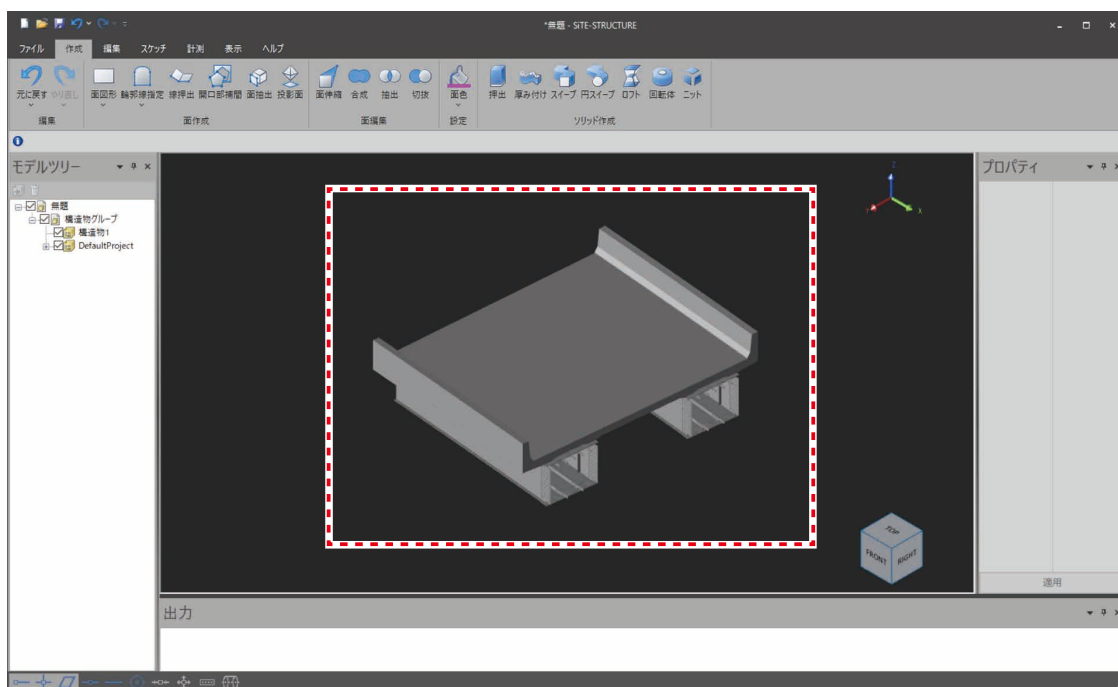 *無題 - SiTE-STRUCTURE
ファイル 作成 編集 スケッチ 計測 表示 ヘルプ
元に戻す やり直し 面図形 輪郭線指定 線押出 開口部補間 面抽出 投影面 面伸縮 合成 抽出 切抜 面色 押出 厚み付け スイープ 円スイープ ロフト 回転体 ニット
編集 面作成 面編集 設定 ソリッド作成
モデルツリー
無題
構造物グループ
構造物1
DefaultProject
Z
Y
X
TOP
FRONT RIGHT
プロパティ
適用
出力